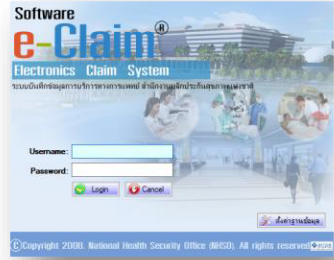 Software
e-Claim®
Electronics Claim System
ระบบบันทึกข้อมูลการบริการทางการแพทย์ สำนักงานหลักประกันสุขภาพแห่งชาติ
Username:
Password:
Login
Cancel
ตั้งค่าฐานข้อมูล
©Copyright 2008. National Health Security Office (NHSO). All rights reserved